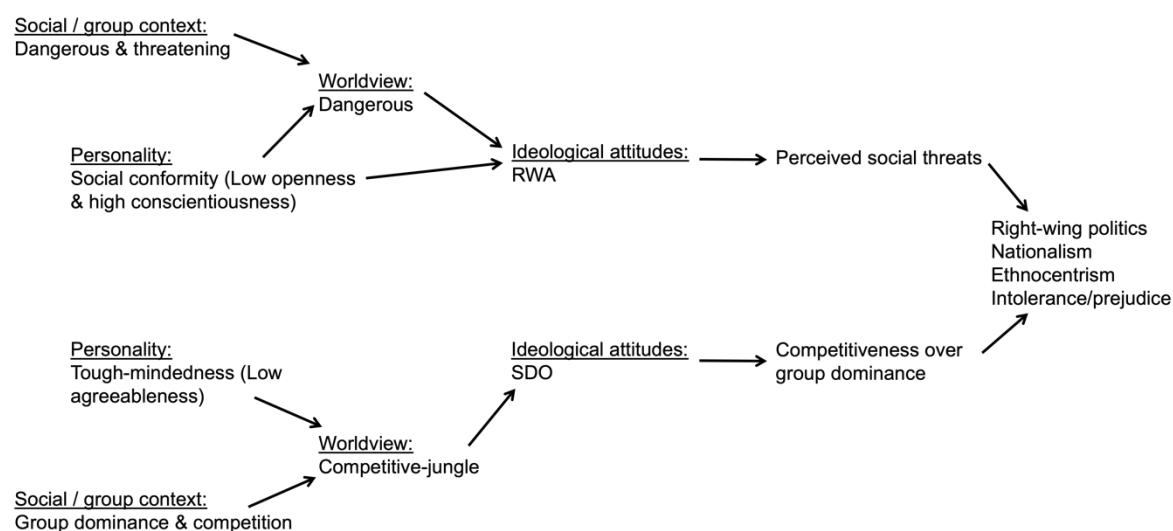 Social / group context:
Dangerous & threatening
Worldview:
Dangerous
Personality:
Social conformity (Low openness
& high conscientiousness)
Ideological attitudes:
RWA
Perceived social threats
Right-wing politics
Nationalism
Ethnocentrism
Intolerance/prejudice
Personality:
Tough-mindedness (Low
agreeableness)
Ideological attitudes:
SDO
Competitiveness over
group dominance
Worldview:
Competitive-jungle
Social / group context:
Group dominance & competition